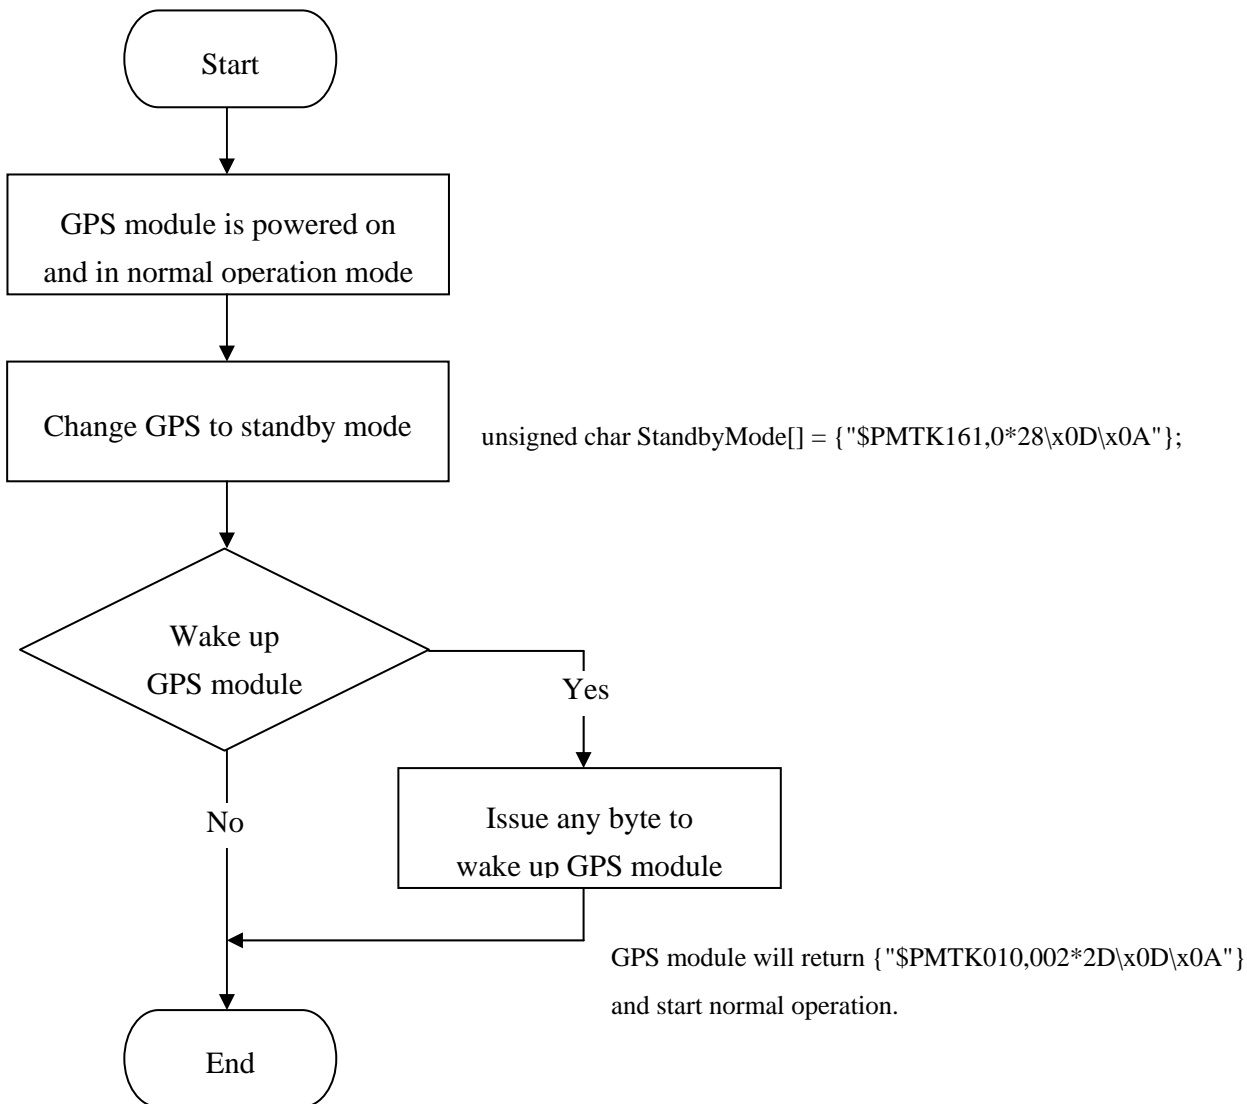 Start
GPS module is powered on
and in normal operation mode
Change GPS to standby mode
unsigned char StandbyMode[] = {"$PMTK161,0*28\x0D\x0A"};
Wake up
GPS module
Yes
No
Issue any byte to
wake up GPS module
GPS module will return {"$PMTK010,002*2D\x0D\x0A"}
and start normal operation.
End